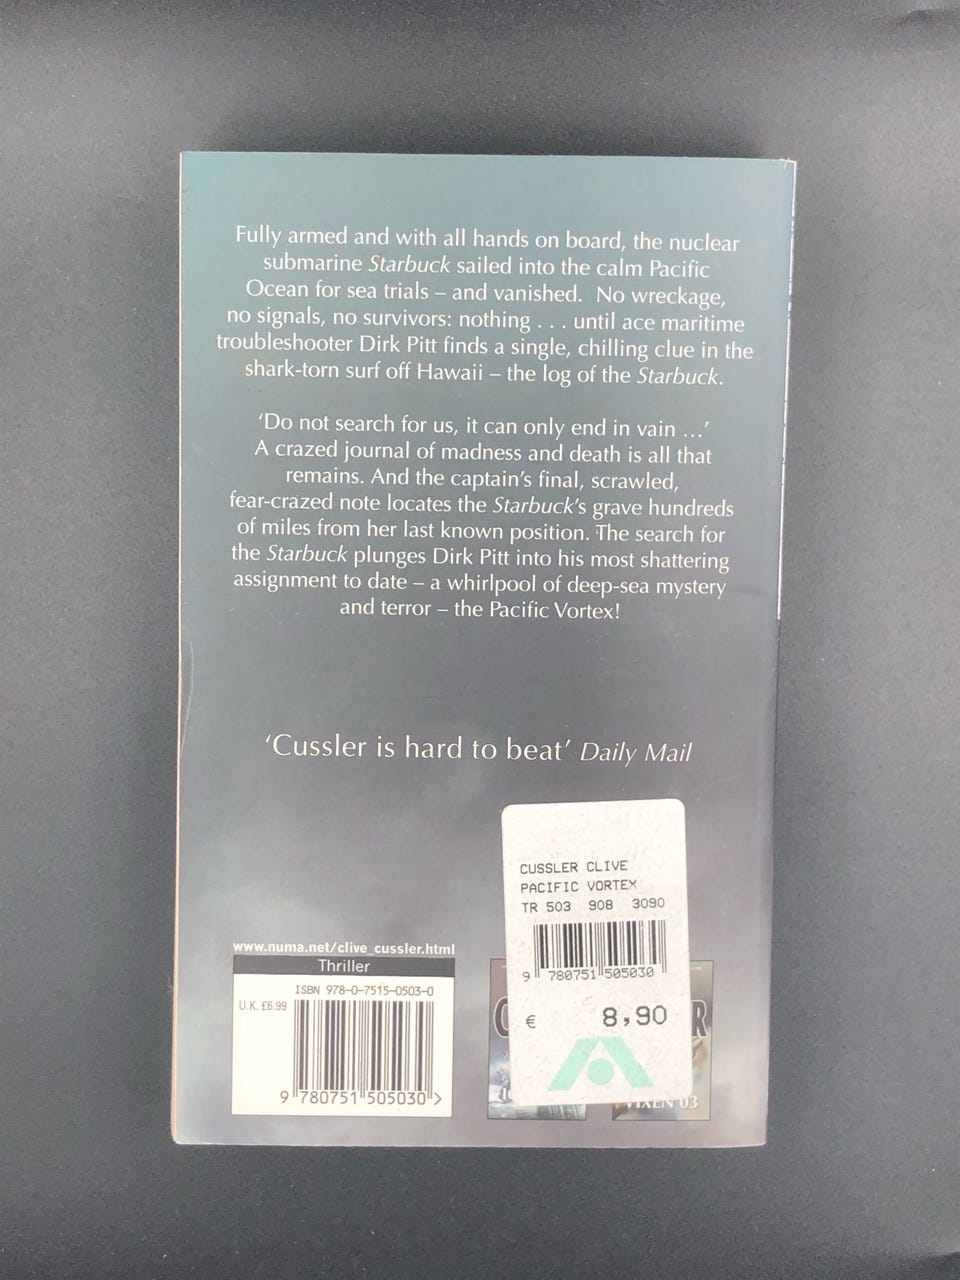 Fully armed and with all hands on board, the nuclear
submarine Starbuck sailed into the calm Pacific
Ocean for sea trials – and vanished. No wreckage,
no signals, no survivors: nothing . . . until ace maritime
troubleshooter Dirk Pitt finds a single, chilling clue in the
shark-torn surf off Hawaii – the log of the Starbuck.
‘Do not search for us, it can only end in vain ...’
A crazed journal of madness and death is all that
remains. And the captain’s final, scrawled,
fear-crazed note locates the Starbuck’s grave hundreds
of miles from her last known position. The search for
the Starbuck plunges Dirk Pitt into his most shattering
assignment to date – a whirlpool of deep-sea mystery
and terror – the Pacific Vortex!
‘Cussler is hard to beat’ Daily Mail
CUSSLER CLIVE
PACIFIC VORTEX
TR 503 908 3090
9 780751 505030
€ 8,90
www.numa.net/clive_cussler.html
Thriller
ISBN 978-0-7515-0503-0
U.K. £6.99
9 780751 505030 >
VIXEN 03